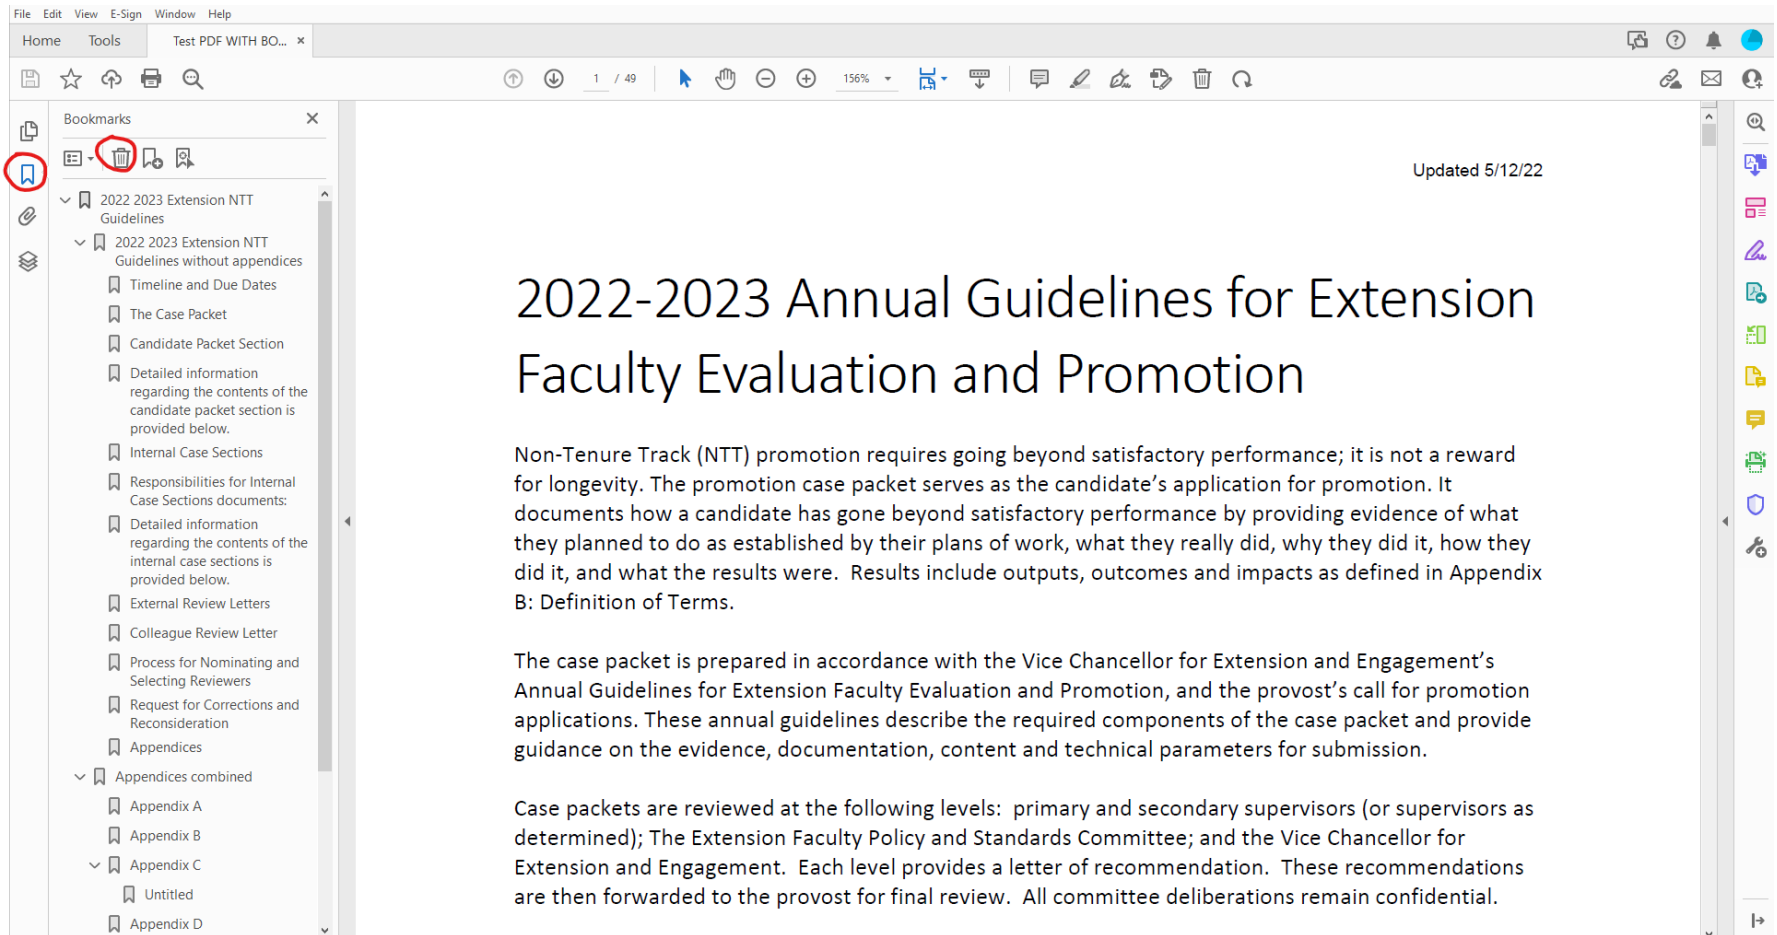 File Edit View E-Sign Window Help
Home Tools Test PDF WITH BO... ×
1 / 49 156%
Bookmarks
2022 2023 Extension NTT
Guidelines
2022 2023 Extension NTT
Guidelines without appendices
Timeline and Due Dates
The Case Packet
Candidate Packet Section
Detailed information
regarding the contents of the
candidate packet section is
provided below.
Internal Case Sections
Responsibilities for Internal
Case Sections documents:
Detailed information
regarding the contents of the
internal case sections is
provided below.
External Review Letters
Colleague Review Letter
Process for Nominating and
Selecting Reviewers
Request for Corrections and
Reconsideration
Appendices
Appendices combined
Appendix A
Appendix B
Appendix C
Untitled
Appendix D
Updated 5/12/22
2022-2023 Annual Guidelines for Extension
Faculty Evaluation and Promotion
Non-Tenure Track (NTT) promotion requires going beyond satisfactory performance; it is not a reward
for longevity. The promotion case packet serves as the candidate’s application for promotion. It
documents how a candidate has gone beyond satisfactory performance by providing evidence of what
they planned to do as established by their plans of work, what they really did, why they did it, how they
did it, and what the results were.  Results include outputs, outcomes and impacts as defined in Appendix
B: Definition of Terms.
The case packet is prepared in accordance with the Vice Chancellor for Extension and Engagement’s
Annual Guidelines for Extension Faculty Evaluation and Promotion, and the provost’s call for promotion
applications. These annual guidelines describe the required components of the case packet and provide
guidance on the evidence, documentation, content and technical parameters for submission.
Case packets are reviewed at the following levels:  primary and secondary supervisors (or supervisors as
determined); The Extension Faculty Policy and Standards Committee; and the Vice Chancellor for
Extension and Engagement.  Each level provides a letter of recommendation.  These recommendations
are then forwarded to the provost for final review.  All committee deliberations remain confidential.